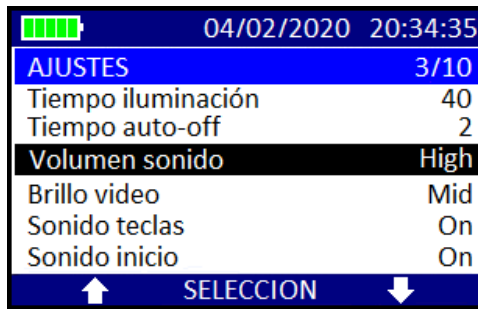 04/02/2020 20:34:35
AJUSTES 3/10
Tiempo iluminación 40
Tiempo auto-off 2
Volumen sonido High
Brillo video Mid
Sonido teclas On
Sonido inicio On
SELECCION